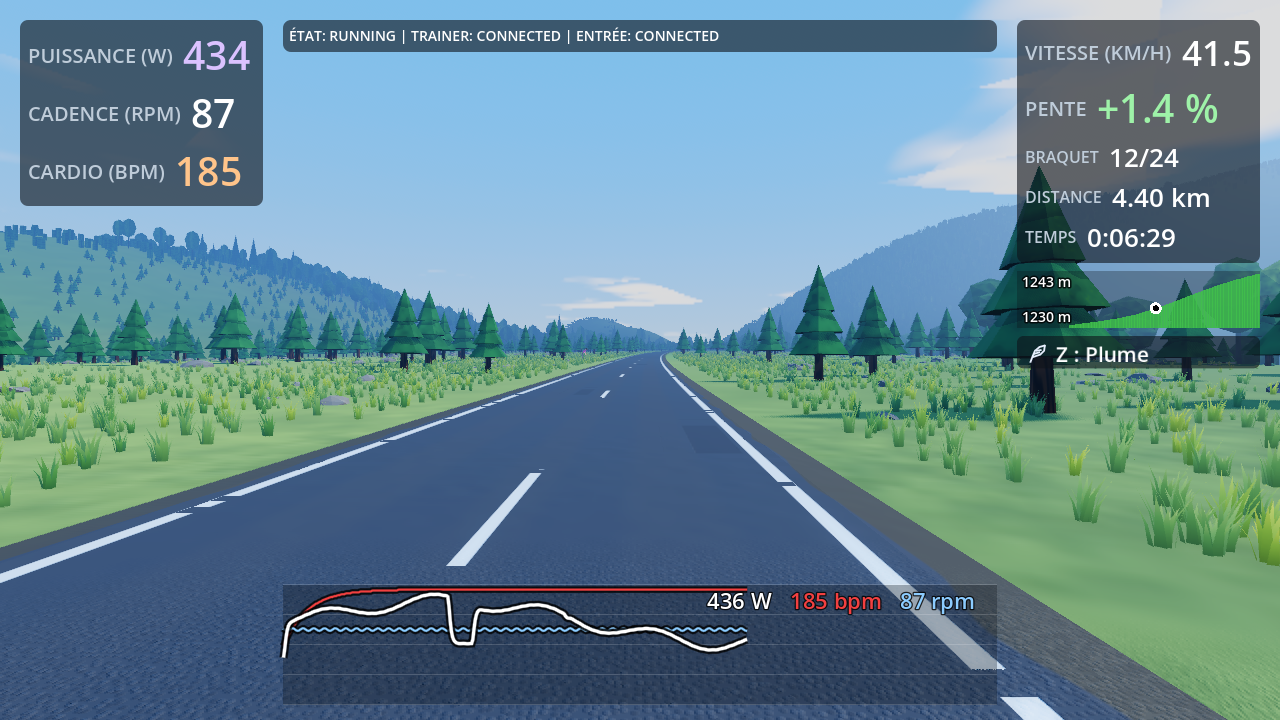 PUISSANCE (W) 434
CADENCE (RPM) 87
CARDIO (BPM) 185
ÉTAT: RUNNING | TRAINER: CONNECTED | ENTRÉE: CONNECTED
VITESSE (KM/H) 41.5
PENTE +1.4 %
BRAQUET 12/24
DISTANCE 4.40 km
TEMPS 0:06:29
1243 m
1230 m
Z : Plume
436 W 185 bpm 87 rpm